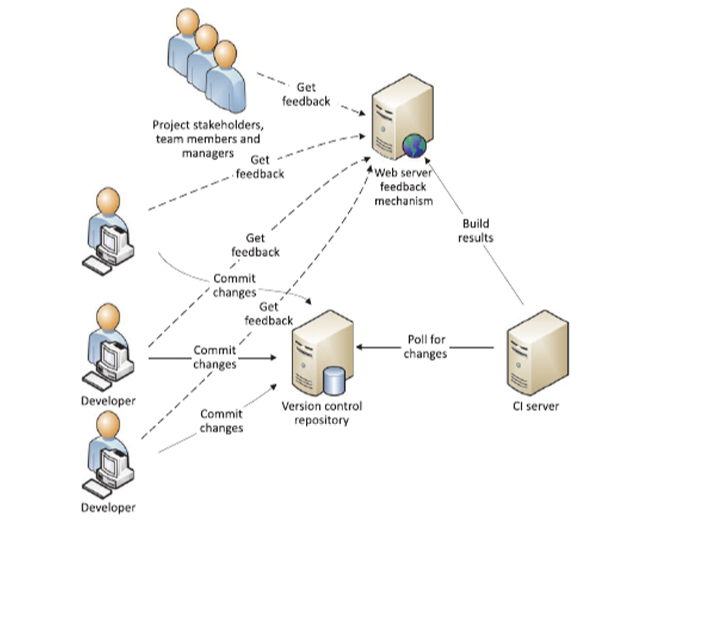 Get
feedback
Project stakeholders,
team members and
managers
Get
feedback
Web server
feedback
mechanism
Build
results
Get
feedback
Commit
changes
Get
feedback
Commit
changes
Poll for
changes
Developer
Version control
repository
CI server
Commit
changes
Developer